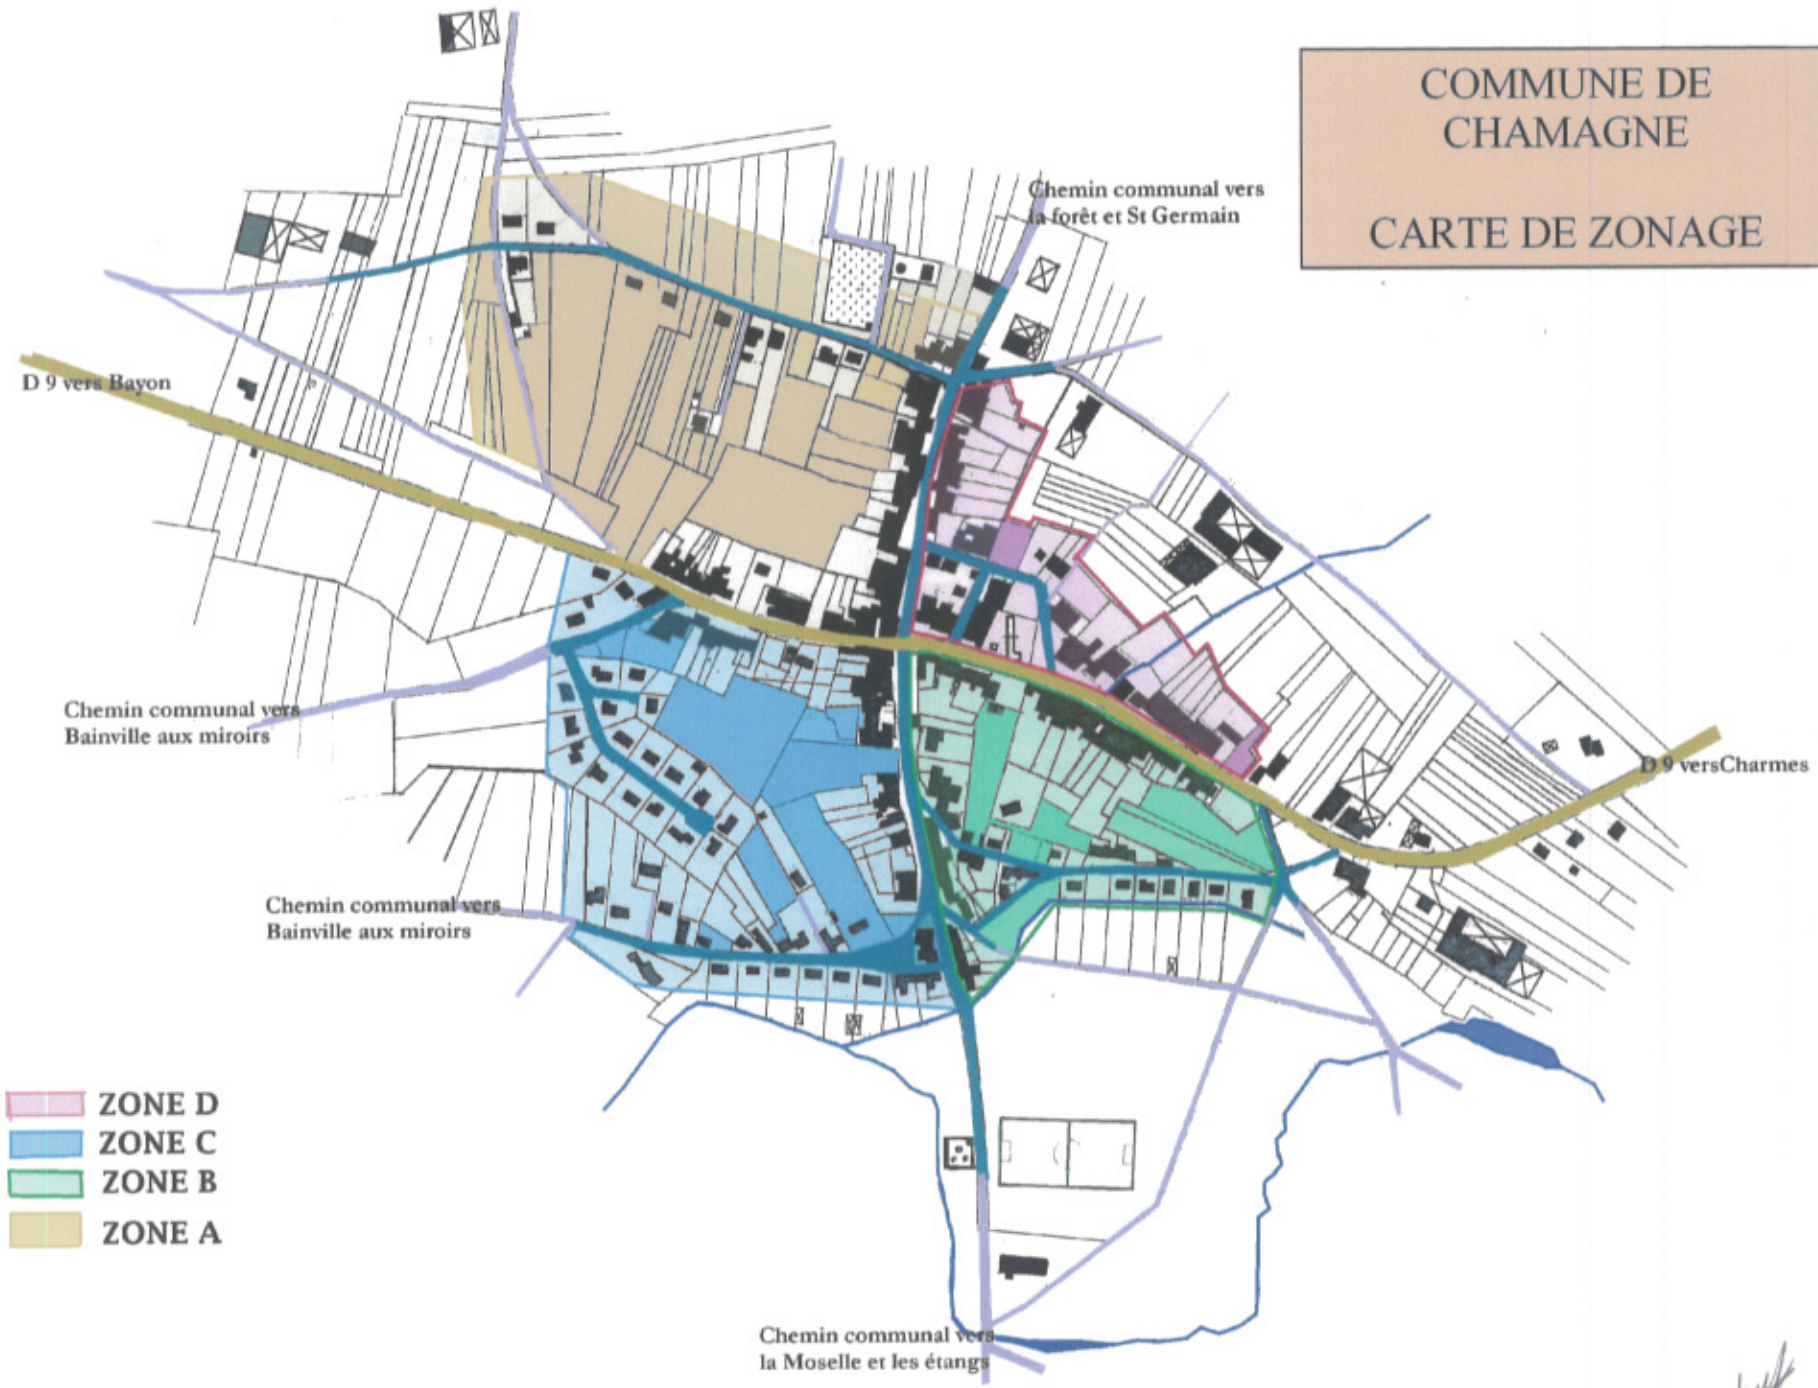 COMMUNE DE
CHAMAGNE
CARTE DE ZONAGE
Chemin communal vers
la forêt et St Germain
D 9 vers Bayon
Chemin communal vers
Bainville aux miroirs
D 9 versCharmes
Chemin communal vers
Bainville aux miroirs
ZONE D
ZONE C
ZONE B
ZONE A
Chemin communal vers
la Moselle et les étangs